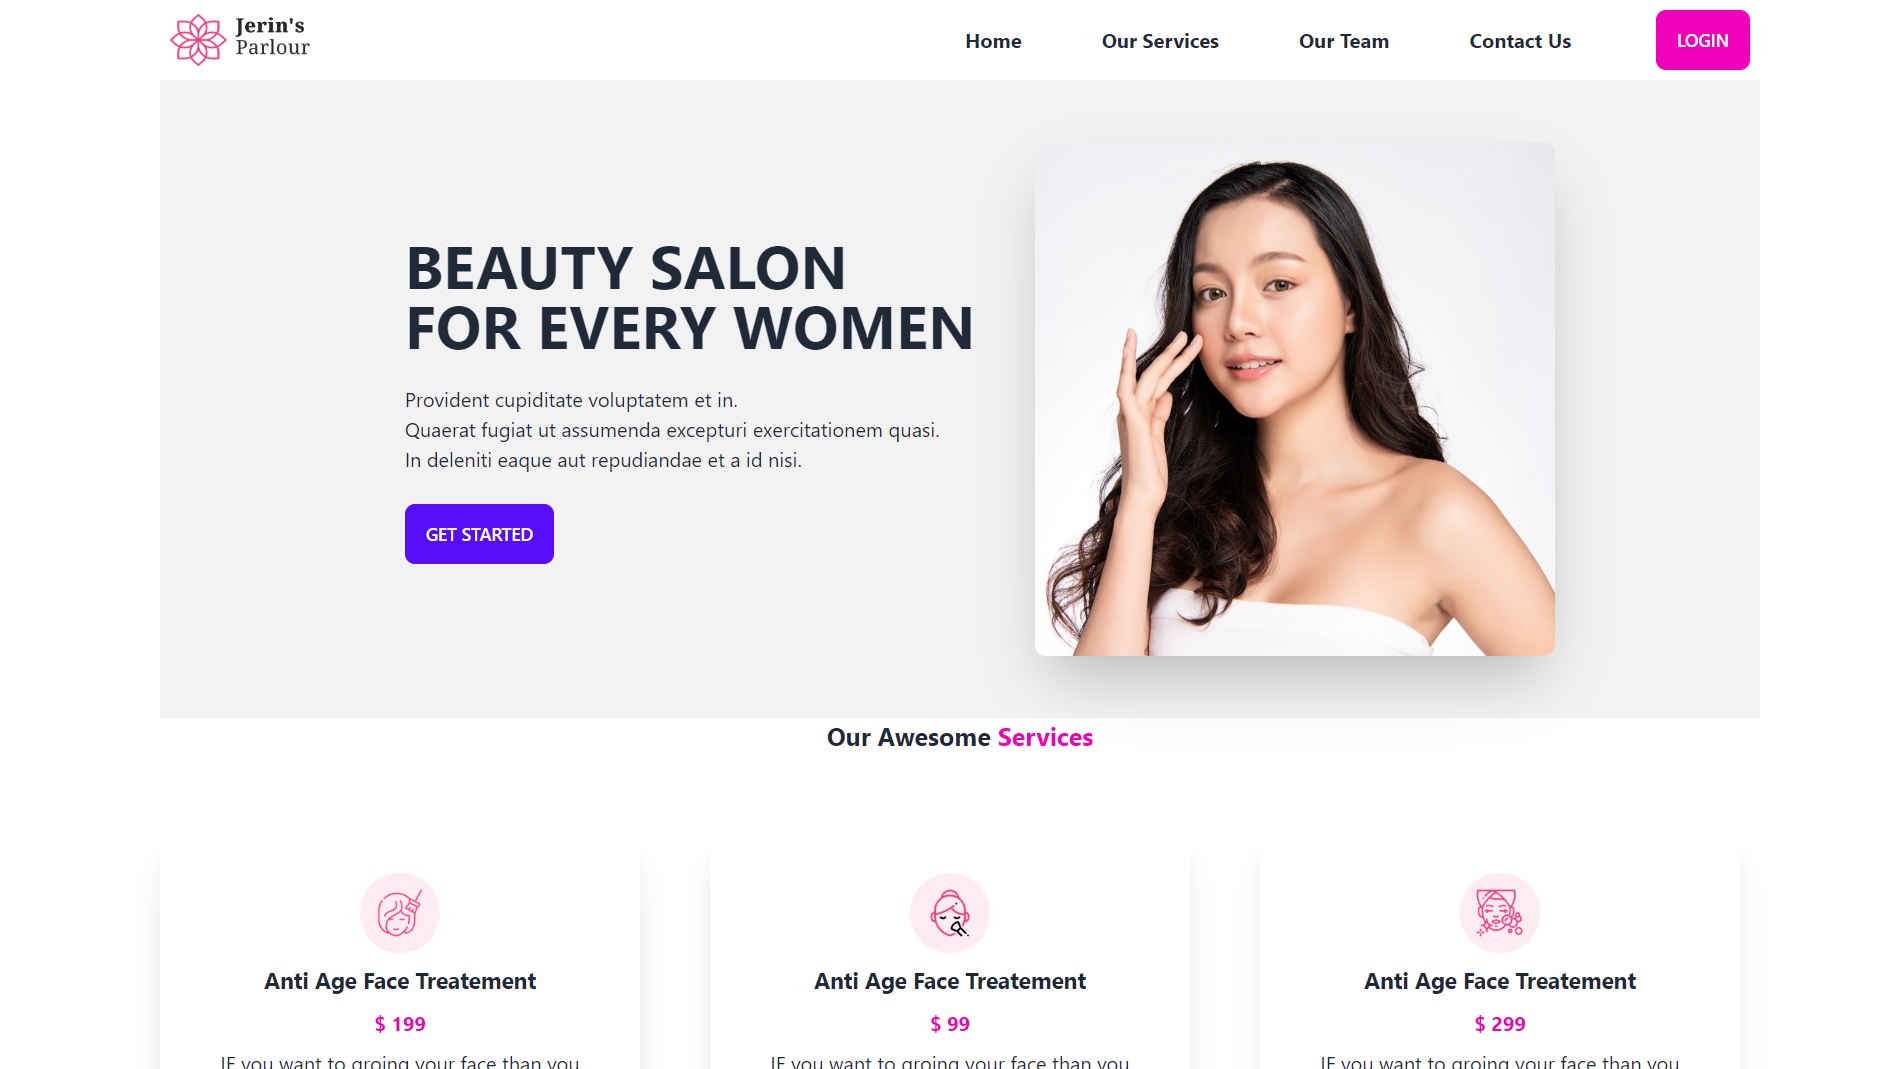 Jerin's
Parlour
Home
Our Services
Our Team
Contact Us
LOGIN
BEAUTY SALON
FOR EVERY WOMEN
Provident cupiditate voluptatem et in.
Quaerat fugiat ut assumenda excepturi exercitationem quasi.
In deleniti eaque aut repudiandae et a id nisi.
GET STARTED
Our Awesome Services
Anti Age Face Treatement
$ 199
IF you want to groing your face than you
Anti Age Face Treatement
$ 99
IF you want to groing your face than you
Anti Age Face Treatement
$ 299
IF you want to groing your face than you